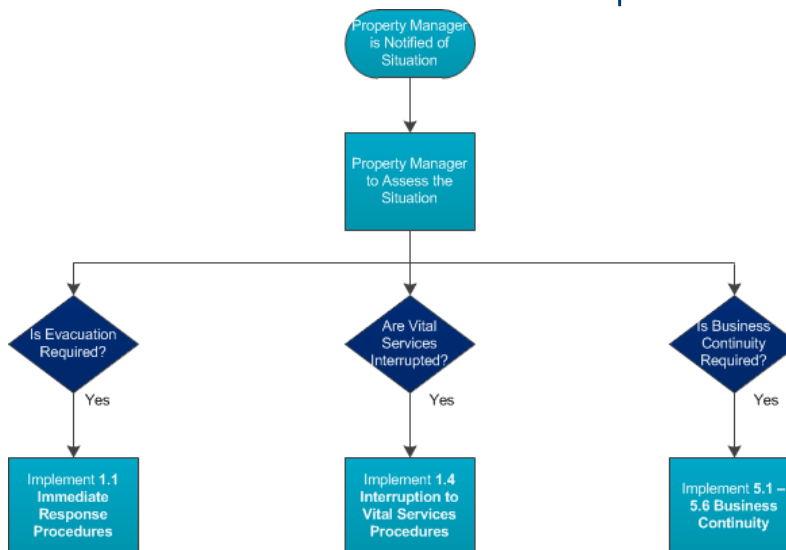 Property Manager
is Notified of
Situation
Property Manager
to Assess the
Situation
Is Evacuation
Required?
Are Vital
Services
Interrupted?
Is Business
Continuity
Required?
Yes
Yes
Yes
Implement 1.1
Immediate
Response
Procedures
Implement 1.4
Interruption to
Vital Services
Procedures
Implement 5.1 –
5.6 Business
Continuity